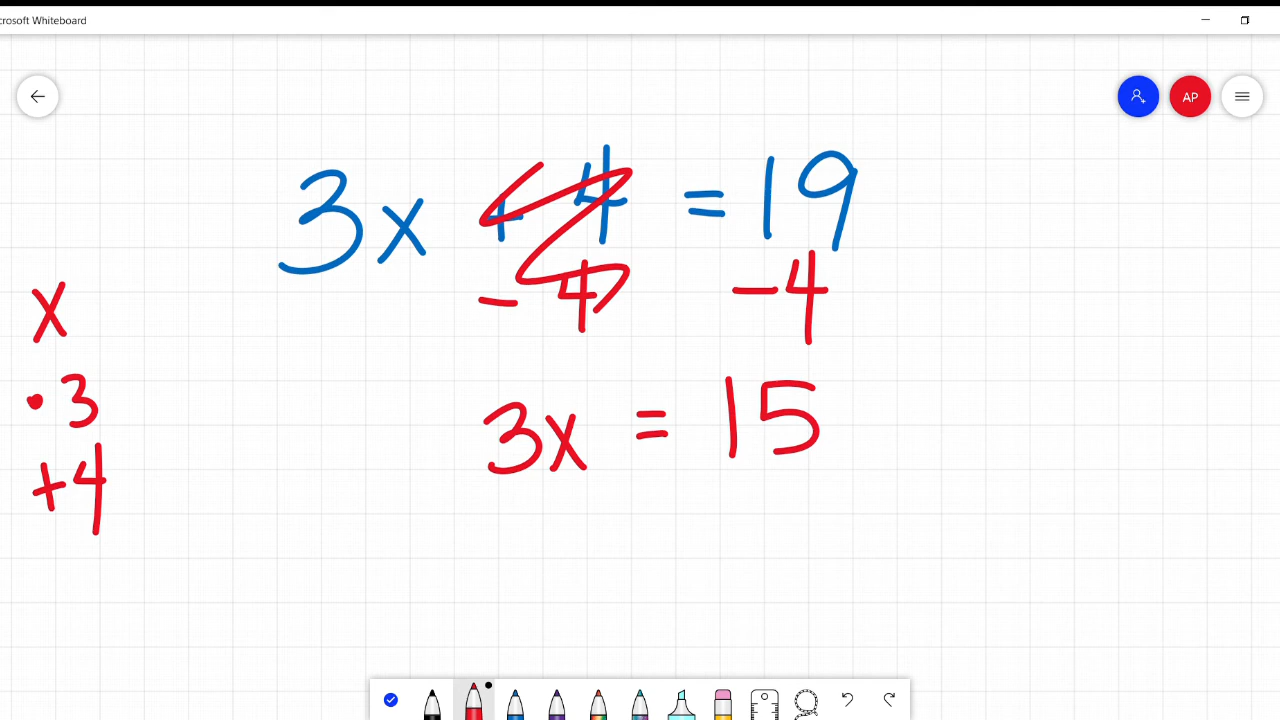 crosoft Whiteboard
AP
3x + 4 = 19
- 4 - 4
3x = 15
x
• 3
+ 4